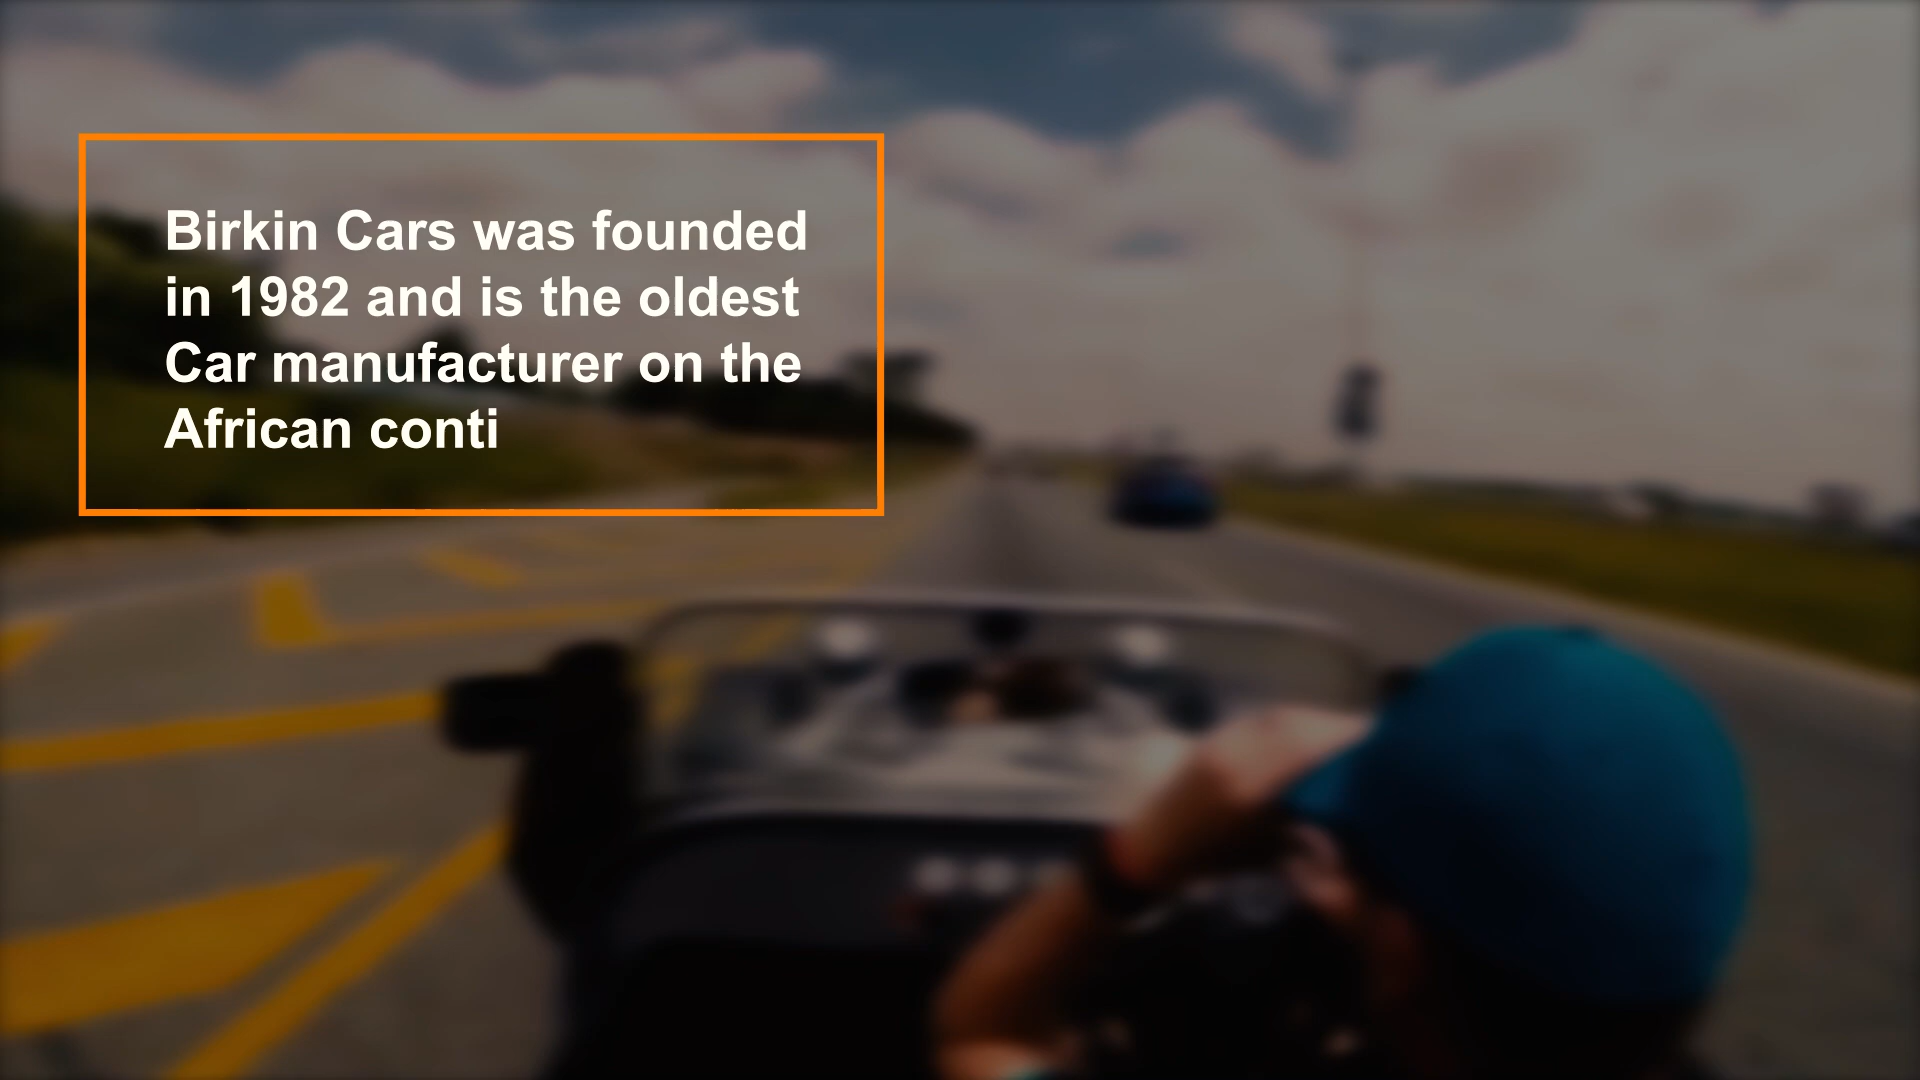 Birkin Cars was founded
in 1982 and is the oldest
Car manufacturer on the
African conti